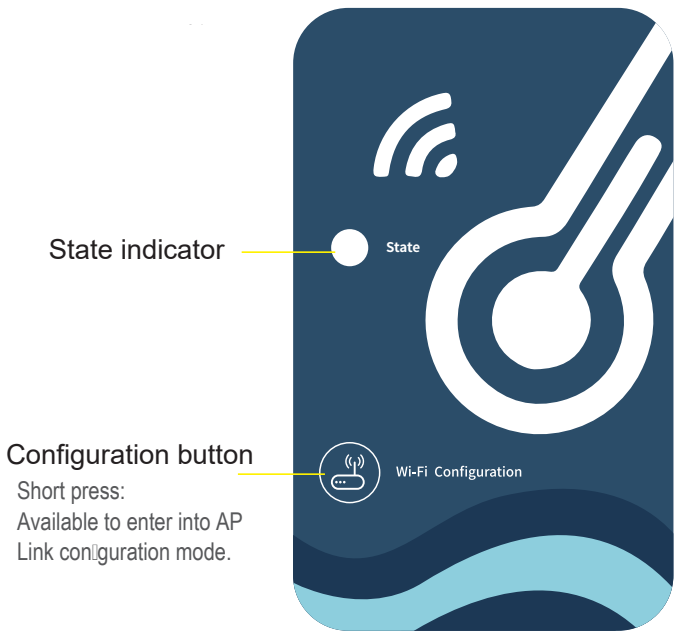 State indicator
State
Configuration button
Wi-Fi Configuration
Short press:
Available to enter into AP
Link con▯guration mode.